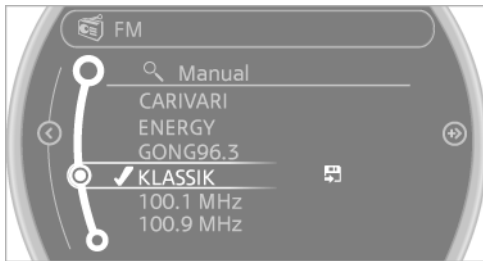 FM
Manual
CARIVARI
ENERGY
GONG96.3
KLASSIK
100.1 MHz
100.9 MHz